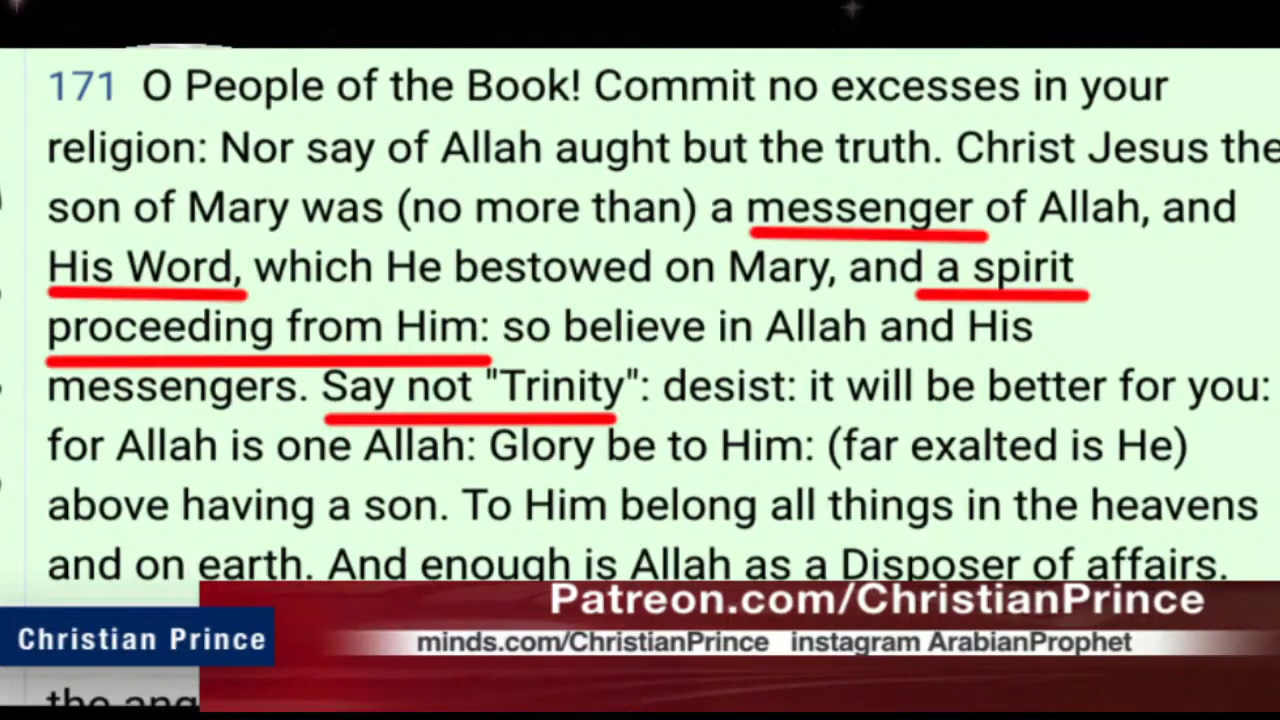 171 O People of the Book! Commit no excesses in your
religion: Nor say of Allah aught but the truth. Christ Jesus the
son of Mary was (no more than) a messenger of Allah, and
His Word, which He bestowed on Mary, and a spirit
proceeding from Him: so believe in Allah and His
messengers. Say not "Trinity": desist: it will be better for you:
for Allah is one Allah: Glory be to Him: (far exalted is He)
above having a son. To Him belong all things in the heavens
and on earth. And enough is Allah as a Disposer of affairs.
Patreon.com/ChristianPrince
Christian Prince
minds.com/ChristianPrince instagram ArabianProphet
the ang